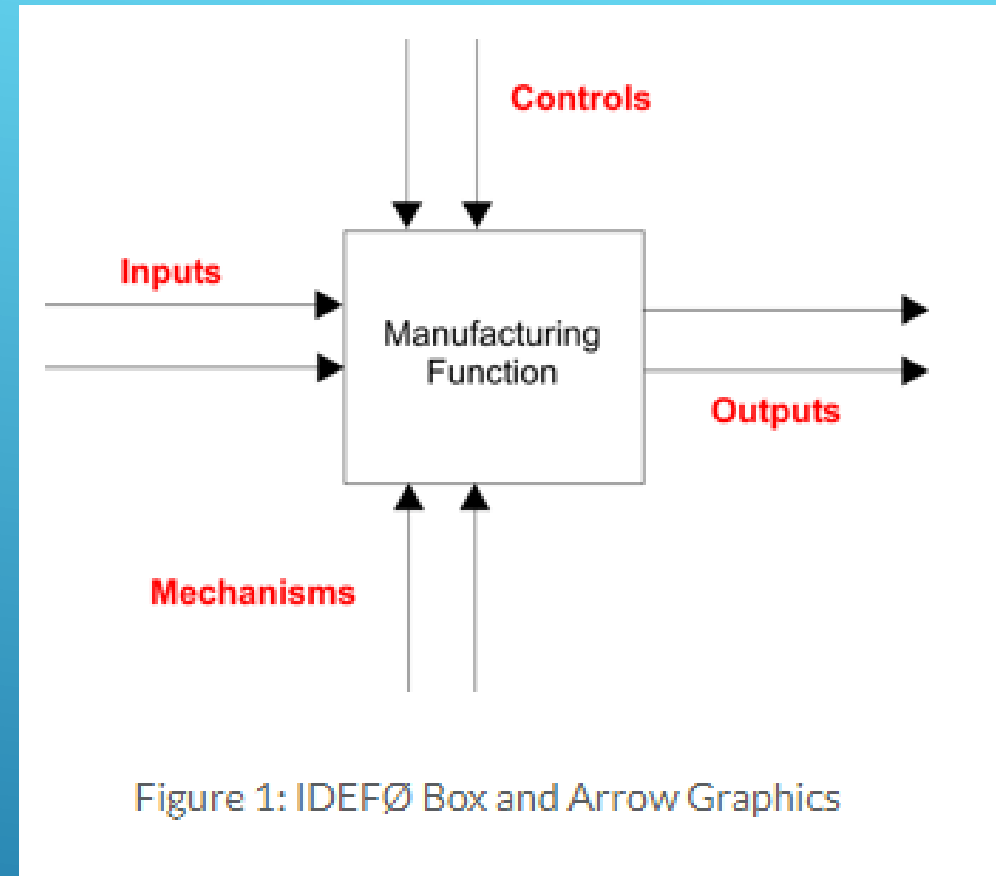 Controls
Inputs
Manufacturing
Function
Outputs
Mechanisms
Figure 1: IDEFØ Box and Arrow Graphics